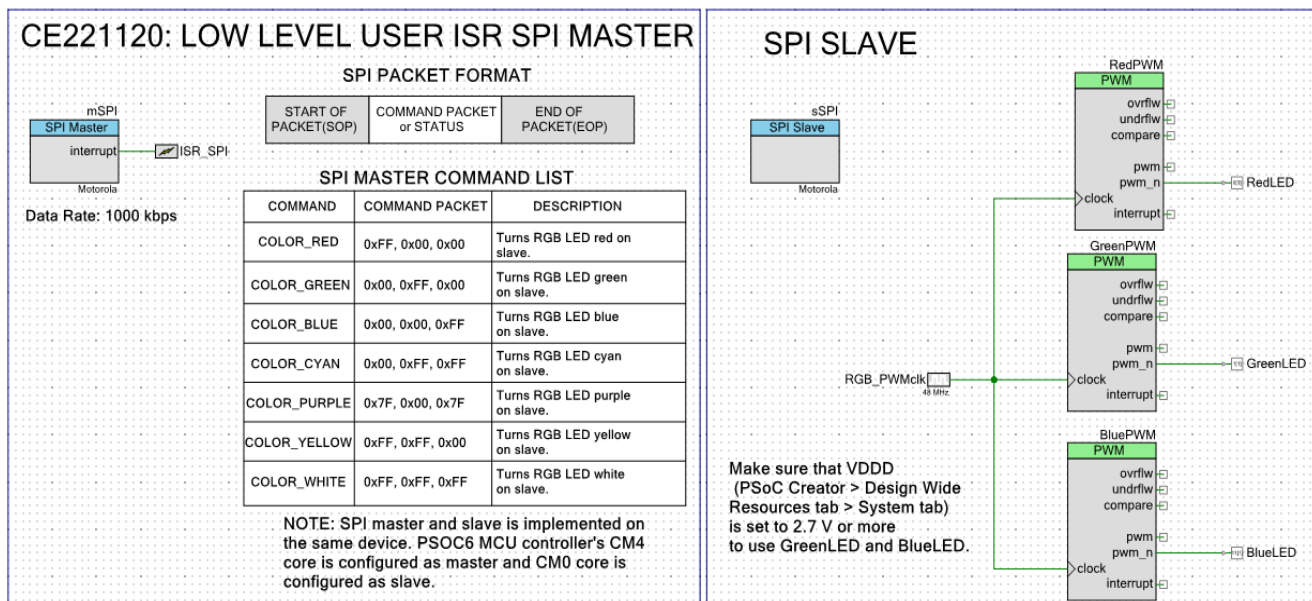 CE221120: LOW LEVEL USER ISR SPI MASTER
SPI PACKET FORMAT
START OF
PACKET(SOP)
COMMAND PACKET
or STATUS
END OF
PACKET(EOP)
mSPI
SPI Master
interrupt
ISR_SPI
Motorola
Data Rate: 1000 kbps
SPI MASTER COMMAND LIST
COMMAND COMMAND PACKET DESCRIPTION
COLOR_RED 0xFF, 0x00, 0x00 Turns RGB LED red on
slave.
COLOR_GREEN 0x00, 0xFF, 0x00 Turns RGB LED green
on slave.
COLOR_BLUE 0x00, 0x00, 0xFF Turns RGB LED blue
on slave.
COLOR_CYAN 0x00, 0xFF, 0xFF Turns RGB LED cyan
on slave.
COLOR_PURPLE 0x7F, 0x00, 0x7F Turns RGB LED purple
on slave.
COLOR_YELLOW 0xFF, 0xFF, 0x00 Turns RGB LED yellow
on slave.
COLOR_WHITE 0xFF, 0xFF, 0xFF Turns RGB LED white
on slave.
NOTE: SPI master and slave is implemented on
the same device. PSOC6 MCU controller's CM4
core is configured as master and CM0 core is
configured as slave.
SPI SLAVE
sSPI
SPI Slave
Motorola
RedPWM
PWM
ovrflw
undrflw
compare
pwm
pwm_n
RedLED
clock
interrupt
GreenPWM
PWM
ovrflw
undrflw
compare
pwm
pwm_n
GreenLED
RGB_PWMclk
48 MHz
clock
interrupt
BluePWM
PWM
ovrflw
undrflw
compare
pwm
pwm_n
BlueLED
clock
interrupt
Make sure that VDDD
(PSoC Creator > Design Wide
Resources tab > System tab)
is set to 2.7 V or more
to use GreenLED and BlueLED.